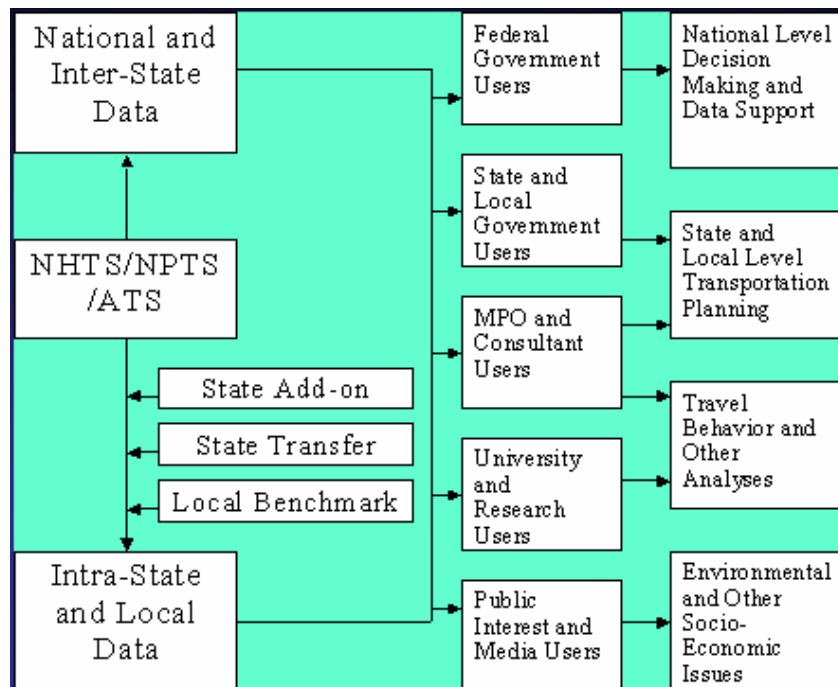 National and
Inter-State
Data
NHTS/NPTS
/ATS
State Add-on
State Transfer
Local Benchmark
Intra-State
and Local
Data
Federal
Government
Users
State and
Local
Government
Users
MPO and
Consultant
Users
University
and
Research
Users
Public
Interest and
Media Users
National Level
Decision
Making and
Data Support
State and
Local Level
Transportation
Planning
Travel
Behavior and
Other
Analyses
Environmental
and Other
Socio-
Economic
Issues